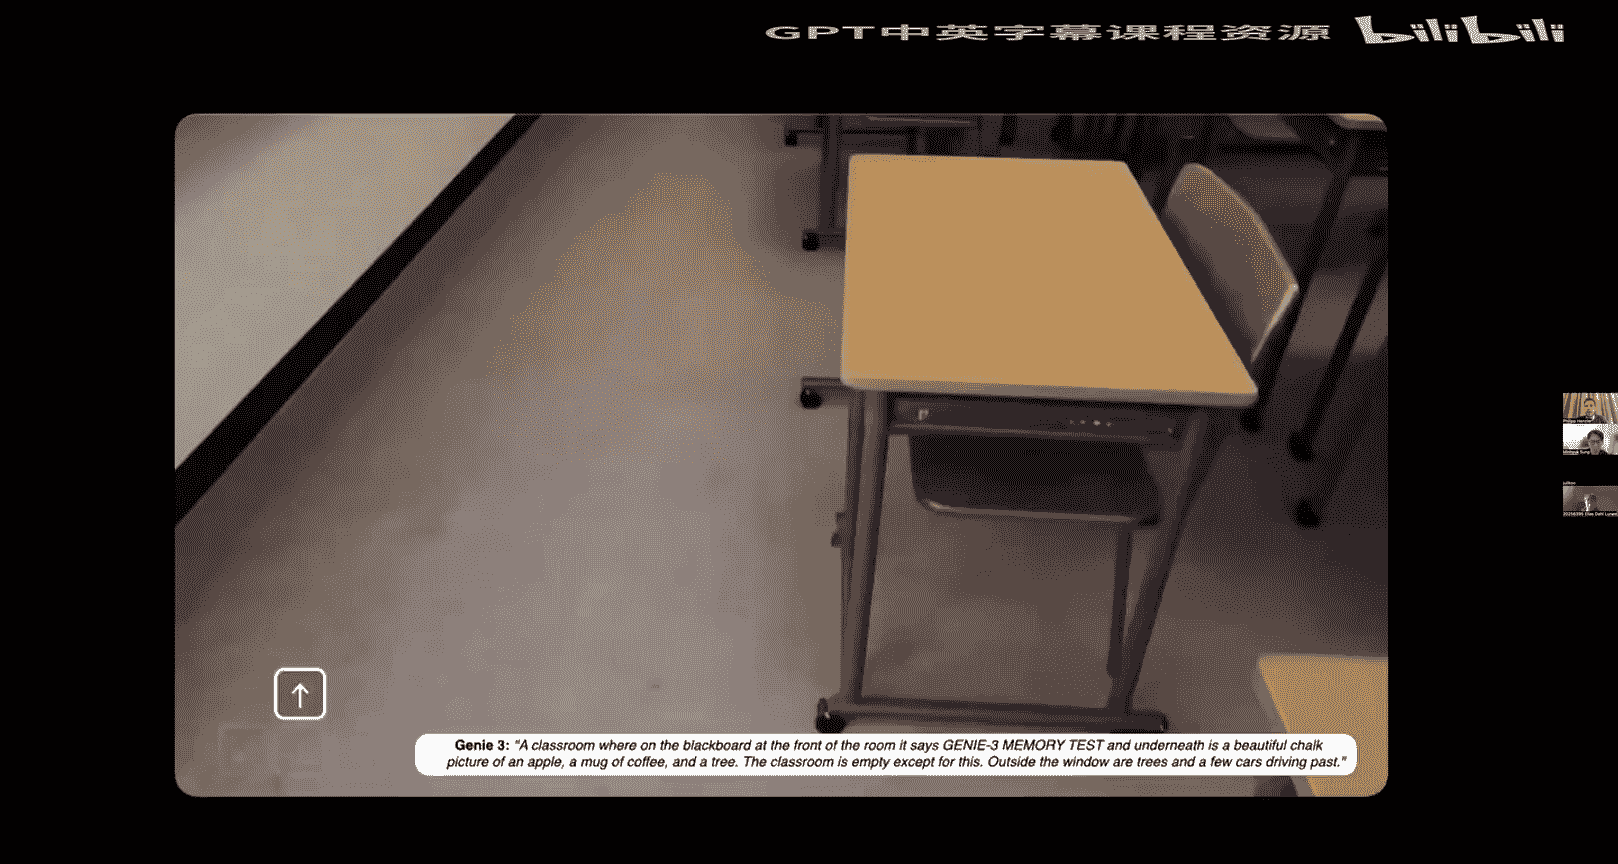 GPT中英字幕课程资源 bilibili
Genie 3: "A classroom where on the blackboard at the front of the room it says GENIE-3 MEMORY TEST and underneath is a beautiful chalk
picture of an apple, a mug of coffee, and a tree. The classroom is empty except for this. Outside the window are trees and a few cars driving past."